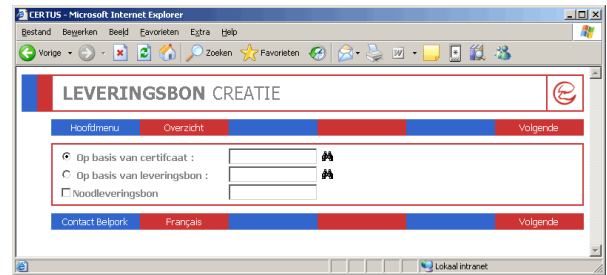 CERTUS - Microsoft Internet Explorer
Bestand Bewerken Beeld Favorieten Extra Help
Vorige Zoeken Favorieten
LEVERINGSBON CREATIE
Hoofdmenu Overzicht Volgende
Op basis van certifcaat :
Op basis van leveringsbon :
Noodleveringsbon
Contact Belpork Français Volgende
Lokaal intranet